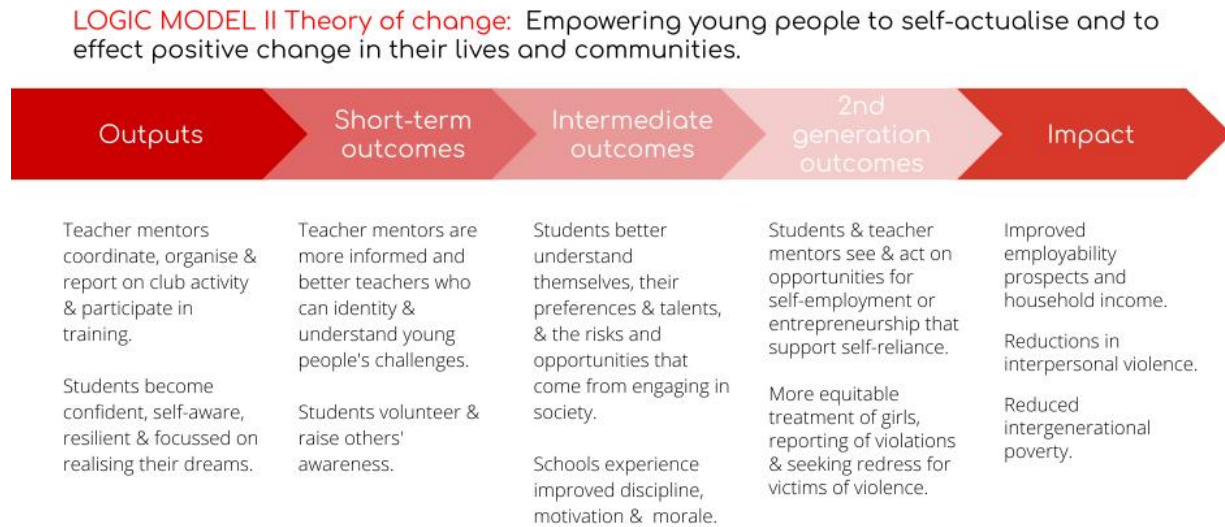 LOGIC MODEL II Theory of change: Empowering young people to self-actualise and to
effect positive change in their lives and communities.
Outputs
Short-term
outcomes
Intermediate
outcomes
2nd
generation
outcomes
Impact
Teacher mentors
coordinate, organise &
report on club activity
& participate in
training.
Students become
confident, self-aware,
resilient & focussed on
realising their dreams.
Teacher mentors are
more informed and
better teachers who
can identity &
understand young
people's challenges.
Students volunteer &
raise others'
awareness.
Students better
understand
themselves, their
preferences & talents,
& the risks and
opportunities that
come from engaging in
society.
Schools experience
improved discipline,
motivation & morale.
Students & teacher
mentors see & act on
opportunities for
self-employment or
entrepreneurship that
support self-reliance.
More equitable
treatment of girls,
reporting of violations
& seeking redress for
victims of violence.
Improved
employability
prospects and
household income.
Reductions in
interpersonal violence.
Reduced
intergenerational
poverty.